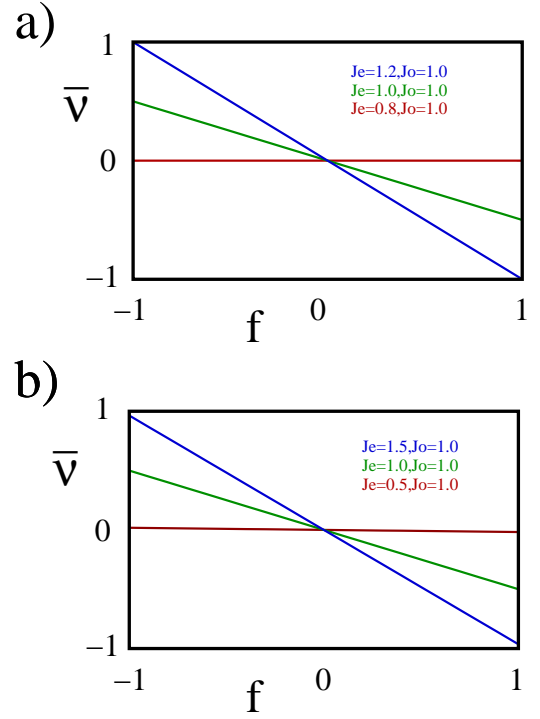 a)
1
ν̄
Je=1.2,Jo=1.0
Je=1.0,Jo=1.0
Je=0.8,Jo=1.0
0
−1
−1 0 1
f
b)
1
ν̄
Je=1.5,Jo=1.0
Je=1.0,Jo=1.0
Je=0.5,Jo=1.0
0
−1
−1 0 1
f